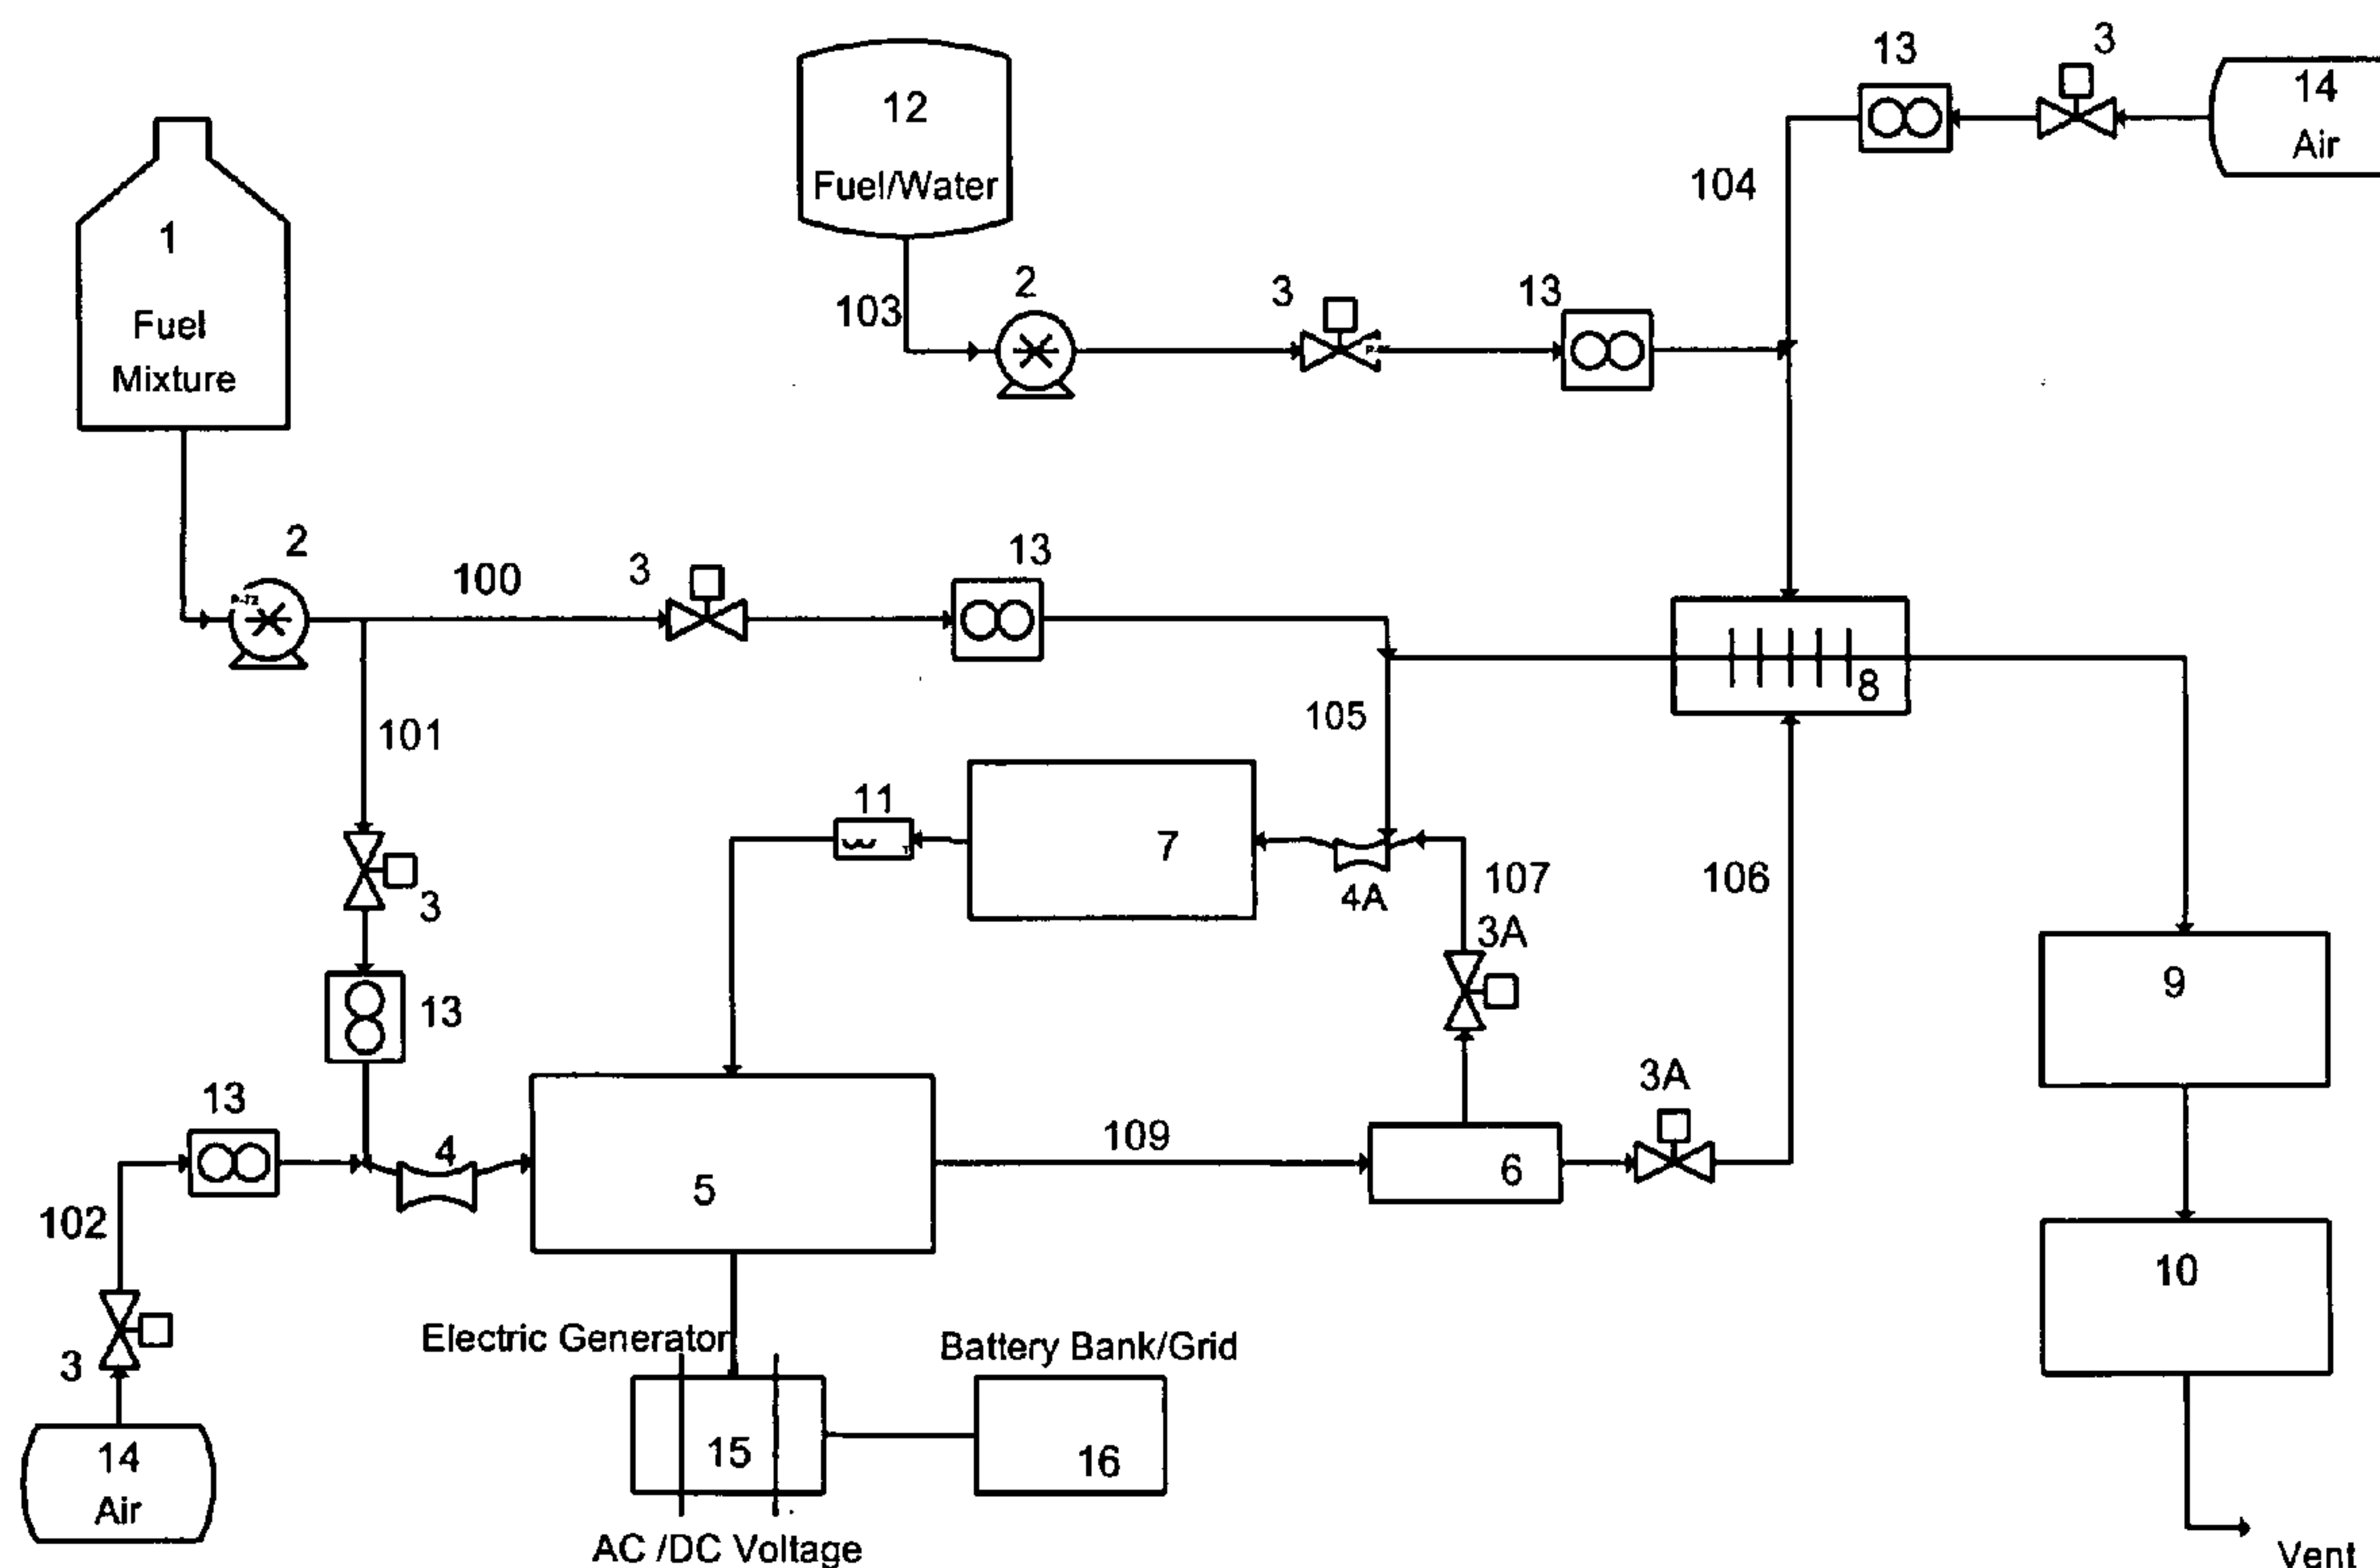 13
3
14
Air
12
Fuel/Water
104
1
Fuel
Mixture
103
2
3
13
2
100
3
13
8
101
105
11
7
4A
107
106
3A
3
13
9
13
4
109
3A
6
5
102
10
Electric Generator
Battery Bank/Grid
3
15
16
14
Air
AC /DC Voltage
Vent